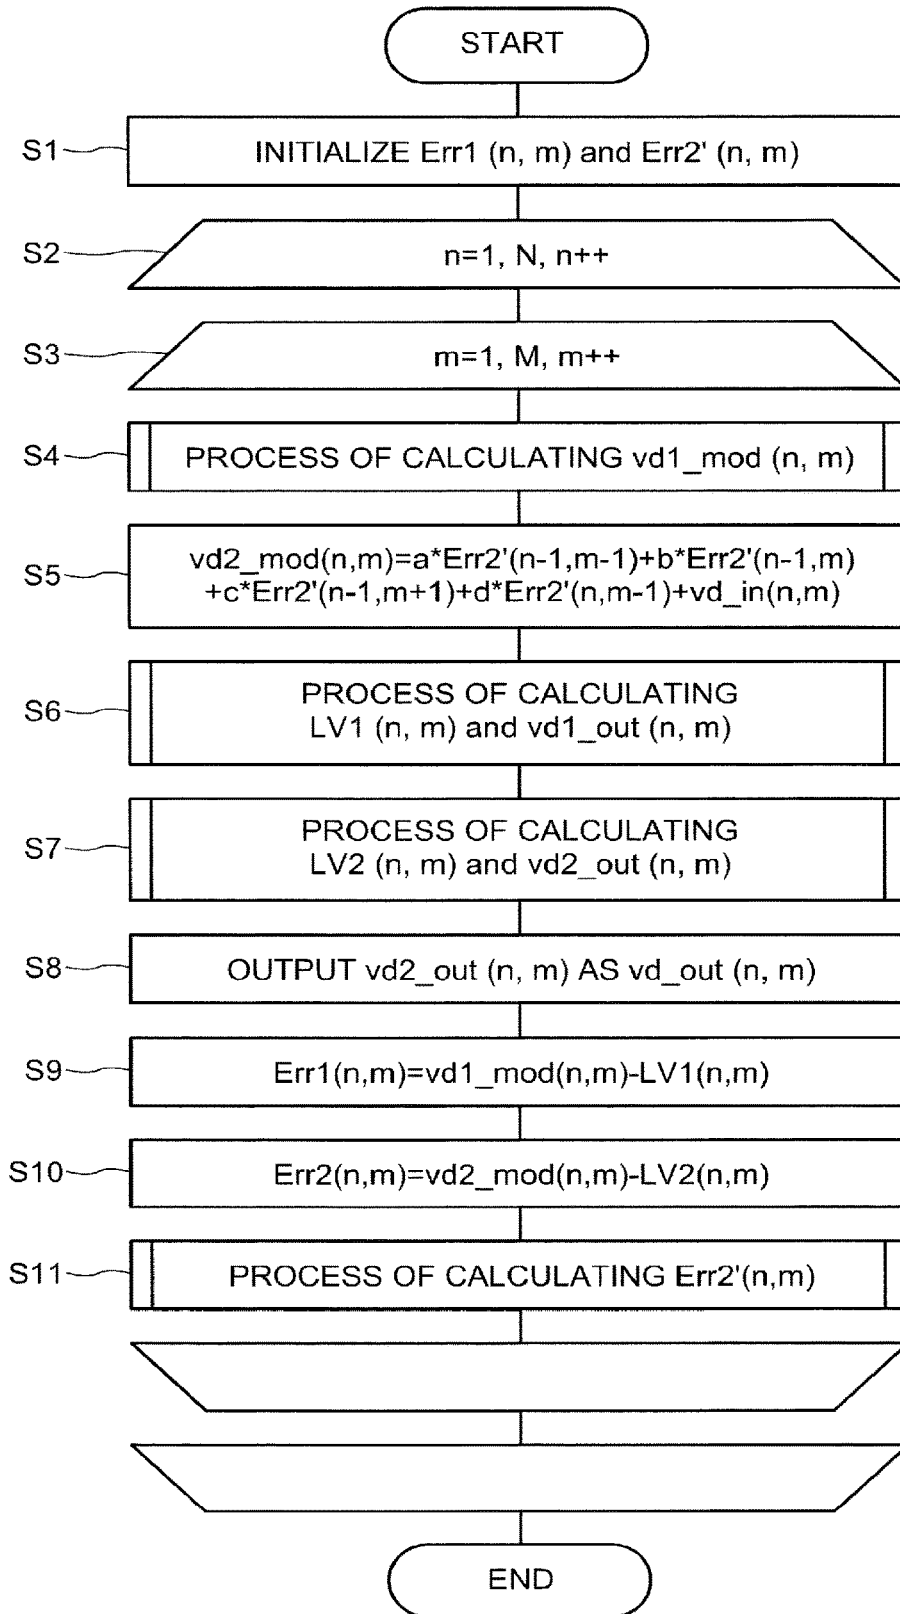 START
S1
INITIALIZE Err1 (n, m) and Err2' (n, m)
S2
n=1, N, n++
S3
m=1, M, m++
S4
PROCESS OF CALCULATING vd1_mod (n, m)
S5
vd2_mod(n,m)=a*Err2'(n-1,m-1)+b*Err2'(n-1,m)
+c*Err2'(n-1,m+1)+d*Err2'(n,m-1)+vd_in(n,m)
S6
PROCESS OF CALCULATING
LV1 (n, m) and vd1_out (n, m)
S7
PROCESS OF CALCULATING
LV2 (n, m) and vd2_out (n, m)
S8
OUTPUT vd2_out (n, m) AS vd_out (n, m)
S9
Err1(n,m)=vd1_mod(n,m)-LV1(n,m)
S10
Err2(n,m)=vd2_mod(n,m)-LV2(n,m)
S11
PROCESS OF CALCULATING Err2'(n,m)
END